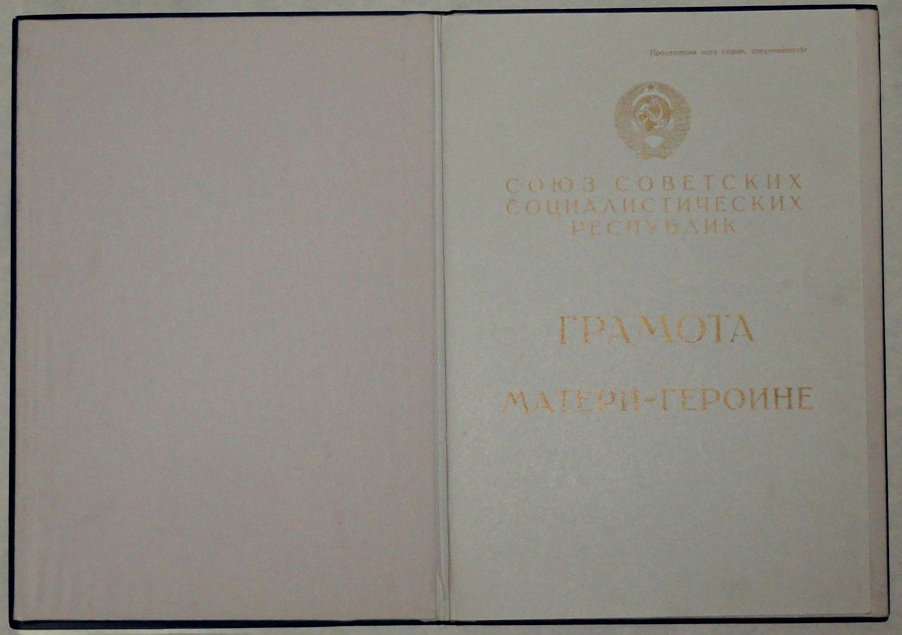 Пролетарии всех стран, соединяйтесь!
СОЮЗ СОВЕТСКИХ
СОЦИАЛИСТИЧЕСКИХ
РЕСПУБЛИК
ГРАМОТА
МАТЕРИ-ГЕРОИНЕ